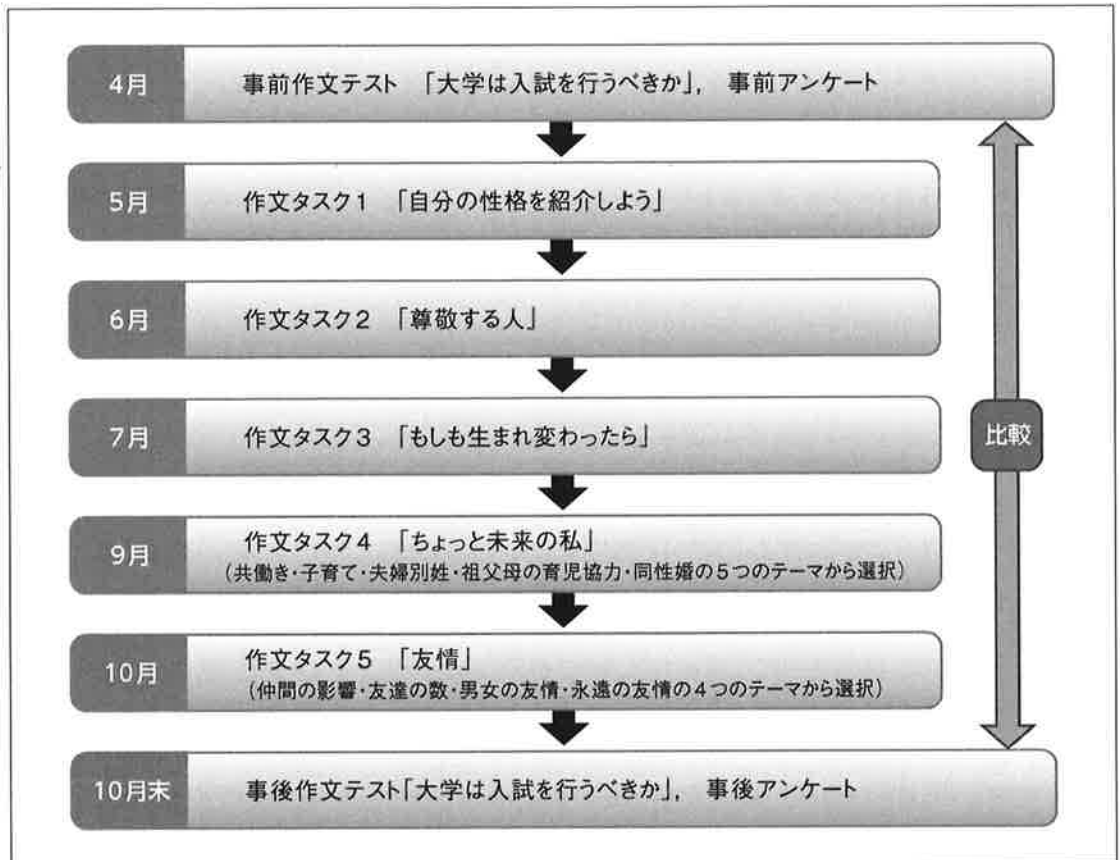 4月 事前作文テスト 「大学は入試を行うべきか」, 事前アンケート
5月 作文タスク1 「自分の性格を紹介しよう」
6月 作文タスク2 「尊敬する人」
7月 作文タスク3 「もしも生まれ変わったら」
比較
9月 作文タスク4 「ちょっと未来の私」
(共働き・子育て・夫婦別姓・祖父母の育児協力・同性婚の5つのテーマから選択)
10月 作文タスク5 「友情」
(仲間の影響・友達の数・男女の友情・永遠の友情の4つのテーマから選択)
10月末 事後作文テスト「大学は入試を行うべきか」, 事後アンケート